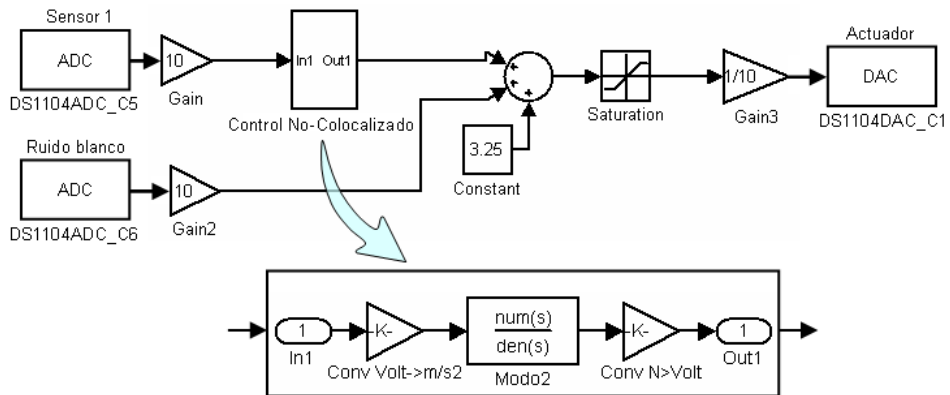 Sensor 1
ADC
DS1104ADC_C5
10
Gain
In1 Out1
Control No-Colocalizado
Ruido blanco
ADC
DS1104ADC_C6
10
Gain2
+
+
+
3.25
Constant
Saturation
1/10
Gain3
Actuador
DAC
DS1104DAC_C1
1
In1
-K-
Conv Volt->m/s2
num(s)
den(s)
Modo2
-K-
Conv N>Volt
1
Out1